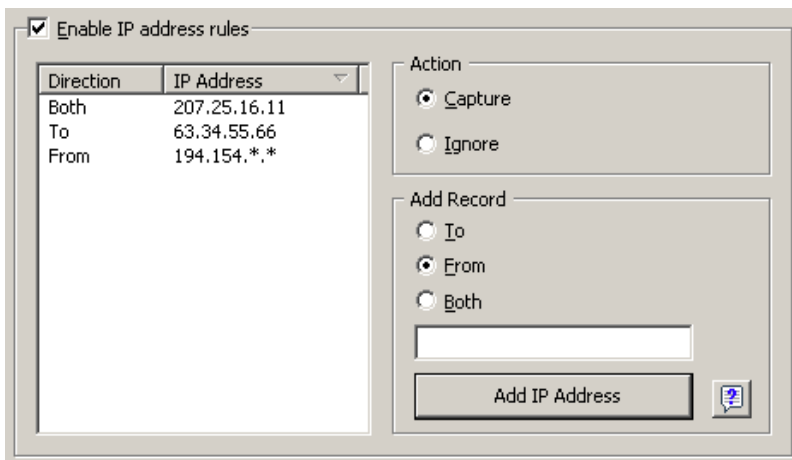 Enable IP address rules
Direction IP Address
Both 207.25.16.11
To 63.34.55.66
From 194.154.*.*
Action
Capture
Ignore
Add Record
To
From
Both
Add IP Address
?